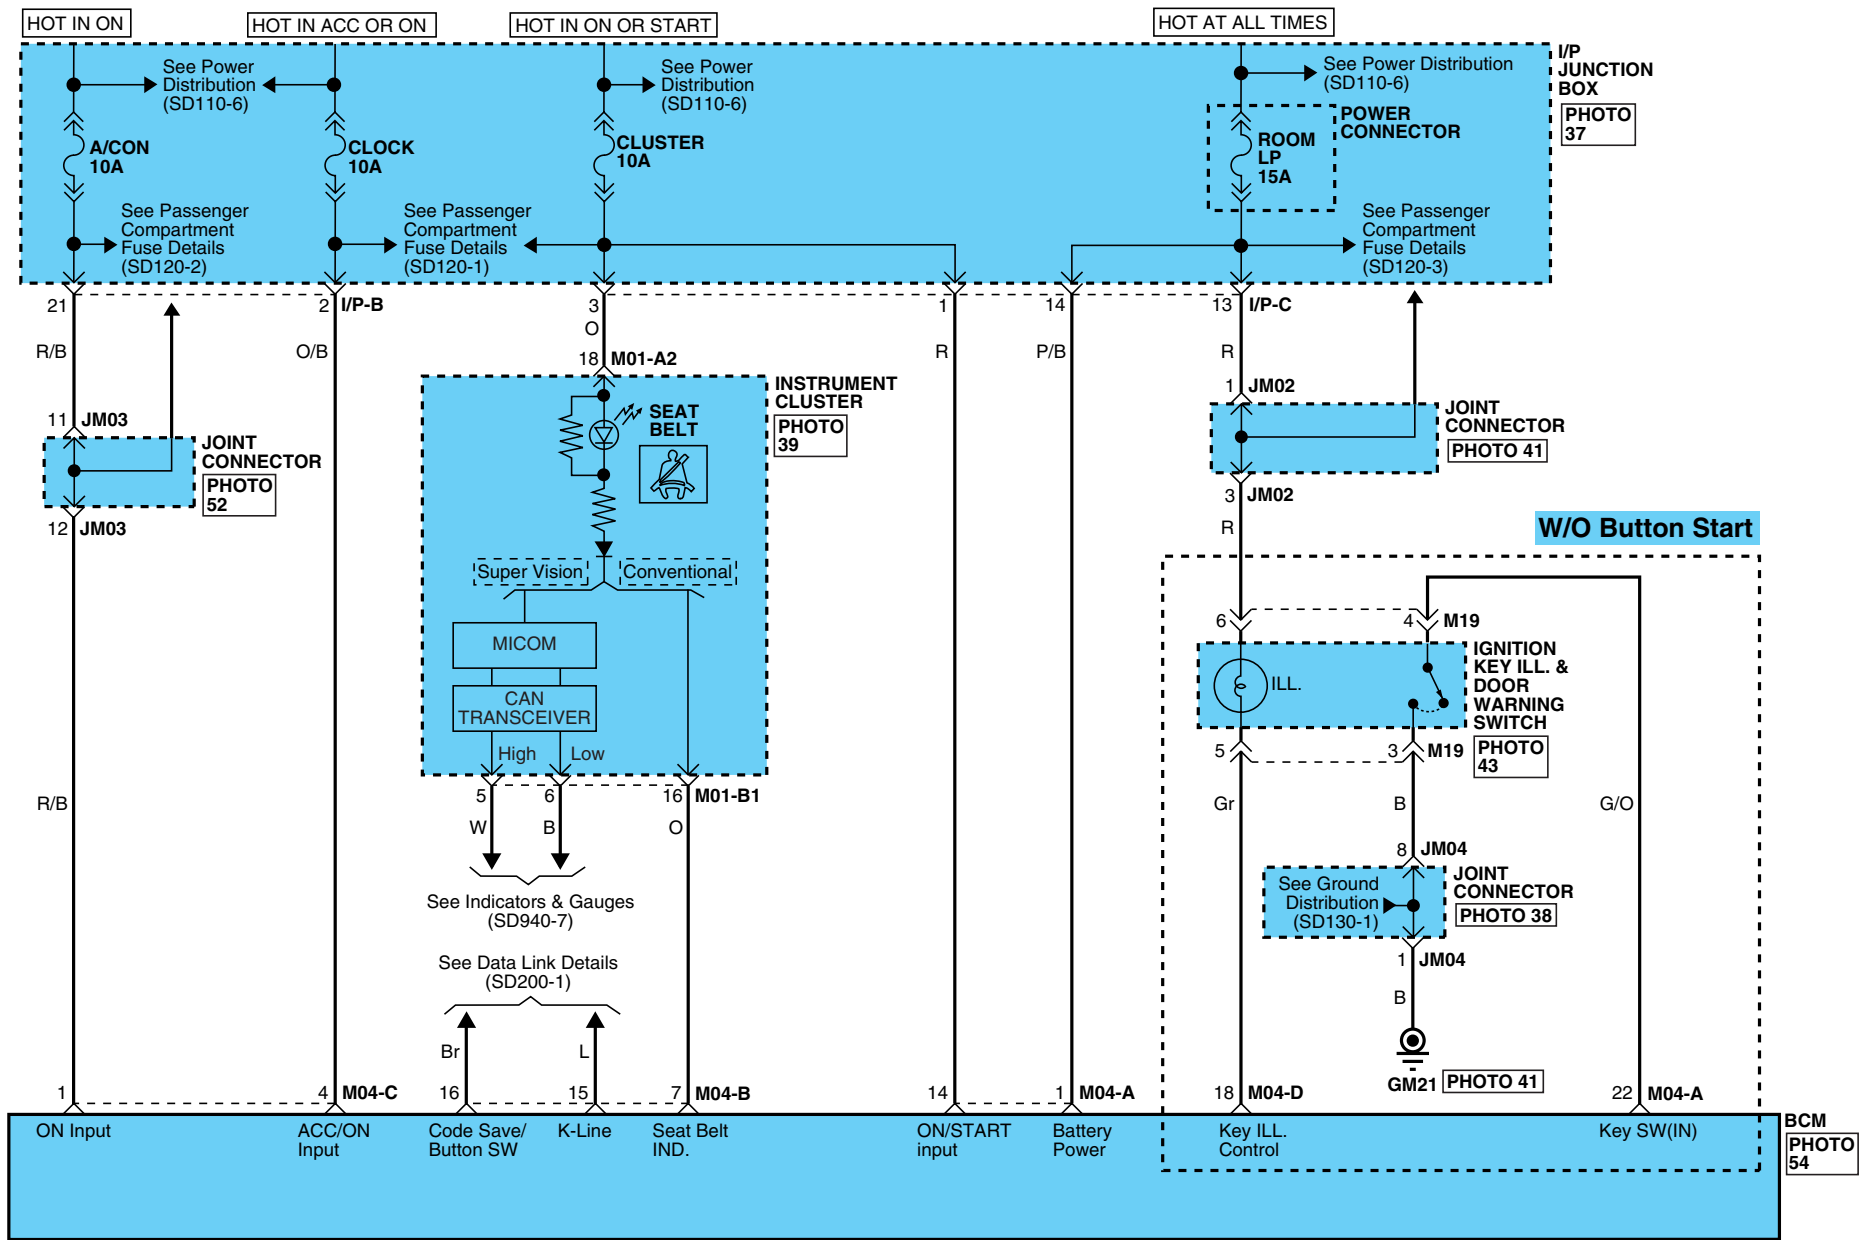 HOT IN ON
HOT IN ACC OR ON
HOT IN ON OR START
HOT AT ALL TIMES
See Power
Distribution
(SD110-6)
See Power
Distribution
(SD110-6)
See Power Distribution
(SD110-6)
I/P
JUNCTION
BOX
PHOTO
37
A/CON
10A
CLOCK
10A
CLUSTER
10A
POWER
CONNECTOR
ROOM
LP
15A
See Passenger
Compartment
Fuse Details
(SD120-2)
See Passenger
Compartment
Fuse Details
(SD120-1)
See Passenger
Compartment
Fuse Details
(SD120-3)
21
2
I/P-B
3
1
14
13
I/P-C
R/B
O/B
O
R
P/B
R
18
M01-A2
1
JM02
INSTRUMENT
CLUSTER
PHOTO
39
SEAT
BELT
JOINT
CONNECTOR
PHOTO 41
11
JM03
JOINT
CONNECTOR
PHOTO
52
12
JM03
3
JM02
R
W/O Button Start
Super Vision
Conventional
MICOM
CAN
TRANSCEIVER
High
Low
6
4
M19
IGNITION
KEY ILL. &
DOOR
WARNING
SWITCH
PHOTO
43
ILL.
5
3
M19
R/B
5
6
16
M01-B1
W
B
O
Gr
B
G/O
See Indicators & Gauges
(SD940-7)
8
JM04
See Ground
Distribution
(SD130-1)
JOINT
CONNECTOR
PHOTO 38
1
JM04
B
See Data Link Details
(SD200-1)
Br
L
GM21
PHOTO 41
1
4
M04-C
16
15
7
M04-B
14
1
M04-A
18
M04-D
22
M04-A
ON Input
ACC/ON
Input
Code Save/
Button SW
K-Line
Seat Belt
IND.
ON/START
input
Battery
Power
Key ILL.
Control
Key SW(IN)
BCM
PHOTO
54